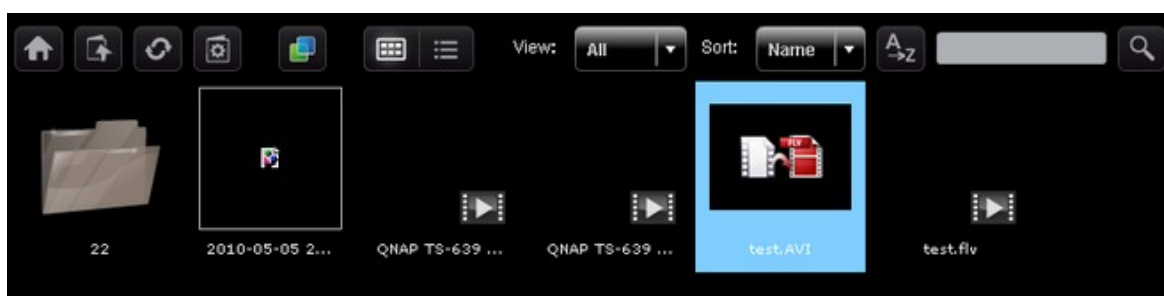 View: All Sort: Name A→Z
FLV
22 2010-05-05 2... QNAP TS-639 ... QNAP TS-639 ... test.AVI test.flv